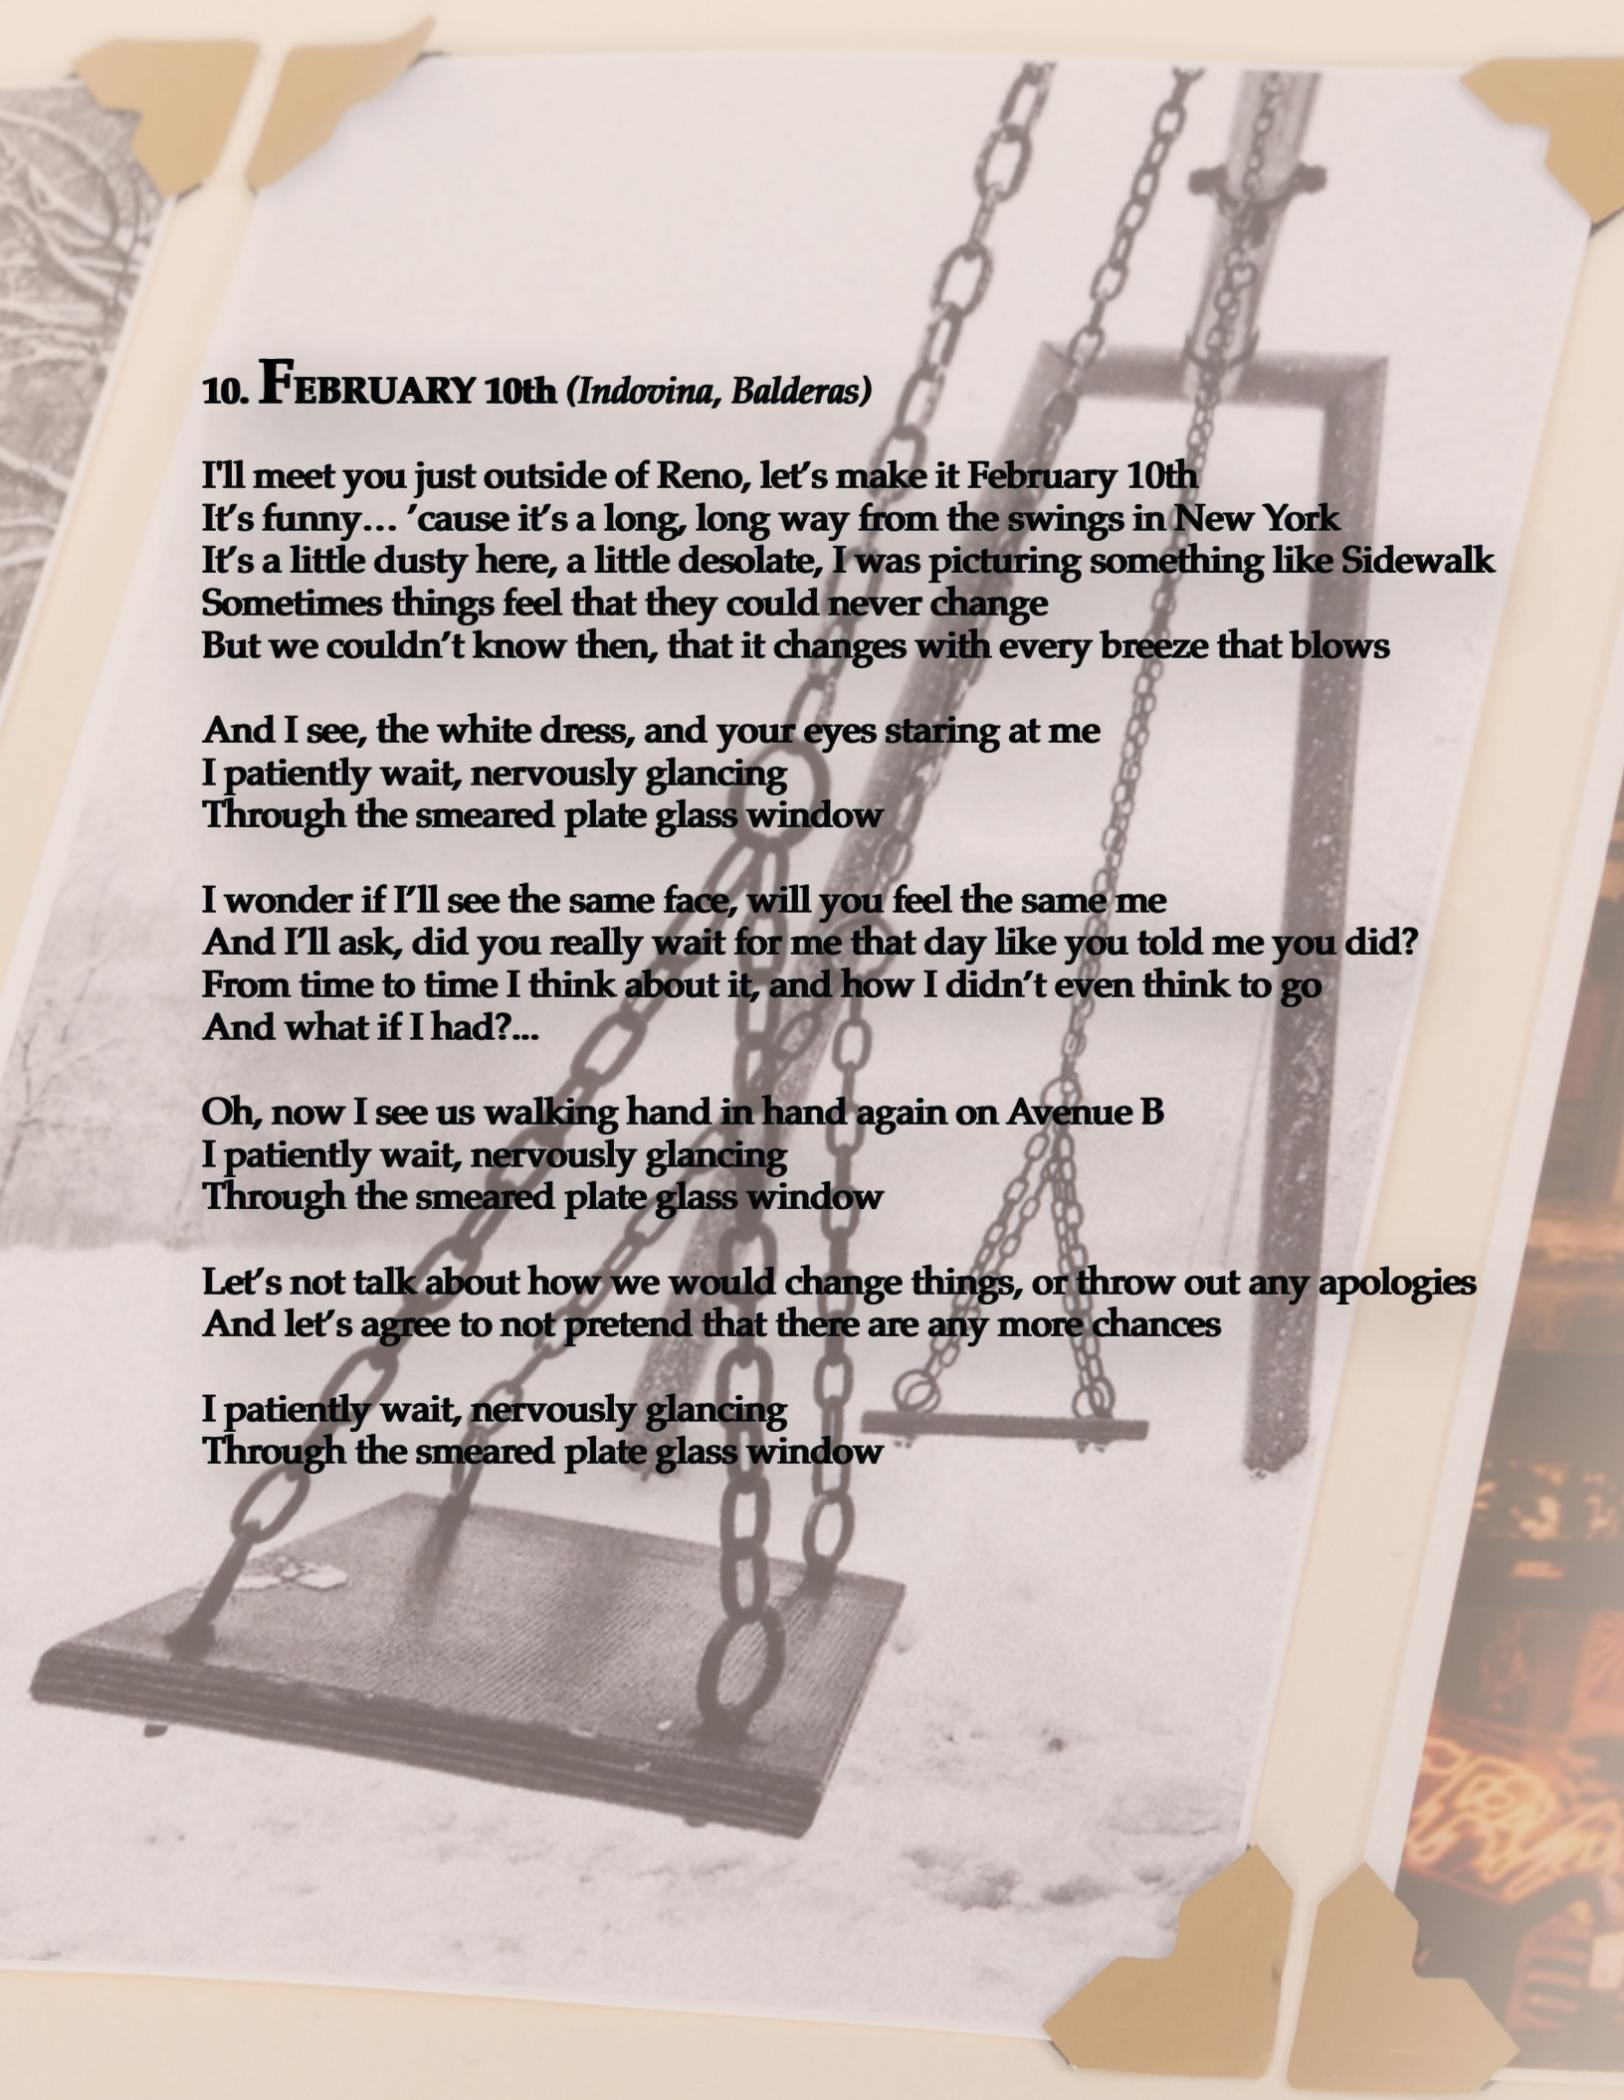 10. FEBRUARY 10th (Indovina, Balderas)
I'll meet you just outside of Reno, let’s make it February 10th
It’s funny… ’cause it’s a long, long way from the swings in New York
It’s a little dusty here, a little desolate, I was picturing something like Sidewalk
Sometimes things feel that they could never change
But we couldn’t know then, that it changes with every breeze that blows
And I see, the white dress, and your eyes staring at me
I patiently wait, nervously glancing
Through the smeared plate glass window
I wonder if I’ll see the same face, will you feel the same me
And I’ll ask, did you really wait for me that day like you told me you did?
From time to time I think about it, and how I didn’t even think to go
And what if I had?...
Oh, now I see us walking hand in hand again on Avenue B
I patiently wait, nervously glancing
Through the smeared plate glass window
Let’s not talk about how we would change things, or throw out any apologies
And let’s agree to not pretend that there are any more chances
I patiently wait, nervously glancing
Through the smeared plate glass window